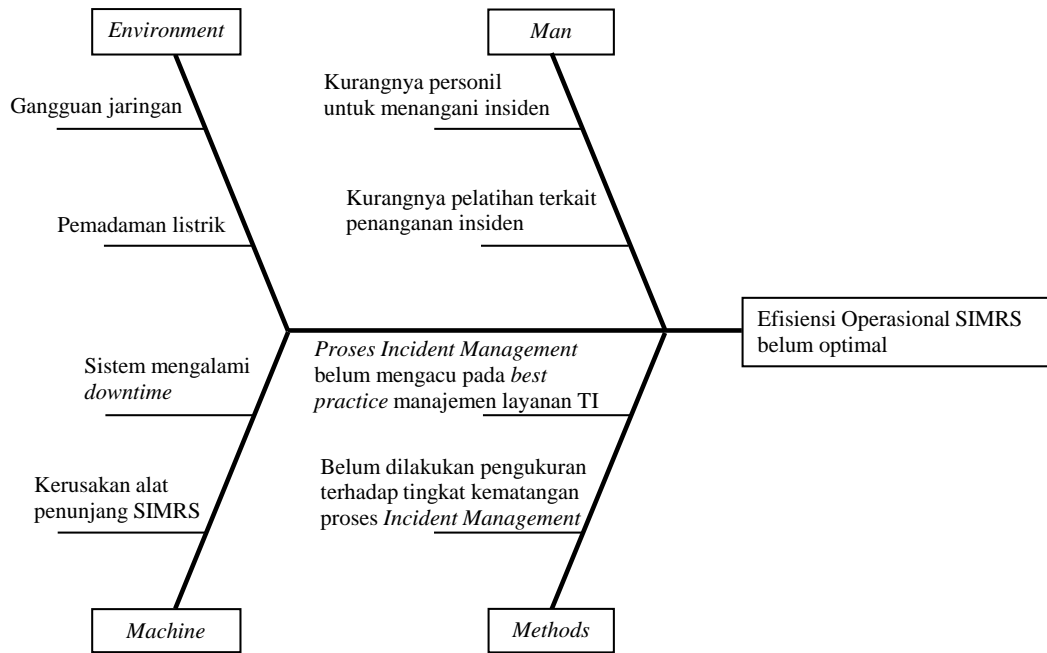 Environment
Man
Gangguan jaringan
Kurangnya personil
untuk menangani insiden
Pemadaman listrik
Kurangnya pelatihan terkait
penanganan insiden
Efisiensi Operasional SIMRS
belum optimal
Sistem mengalami
downtime
Proses Incident Management
belum mengacu pada best
practice manajemen layanan TI
Kerusakan alat
penunjang SIMRS
Belum dilakukan pengukuran
terhadap tingkat kematangan
proses Incident Management
Machine
Methods